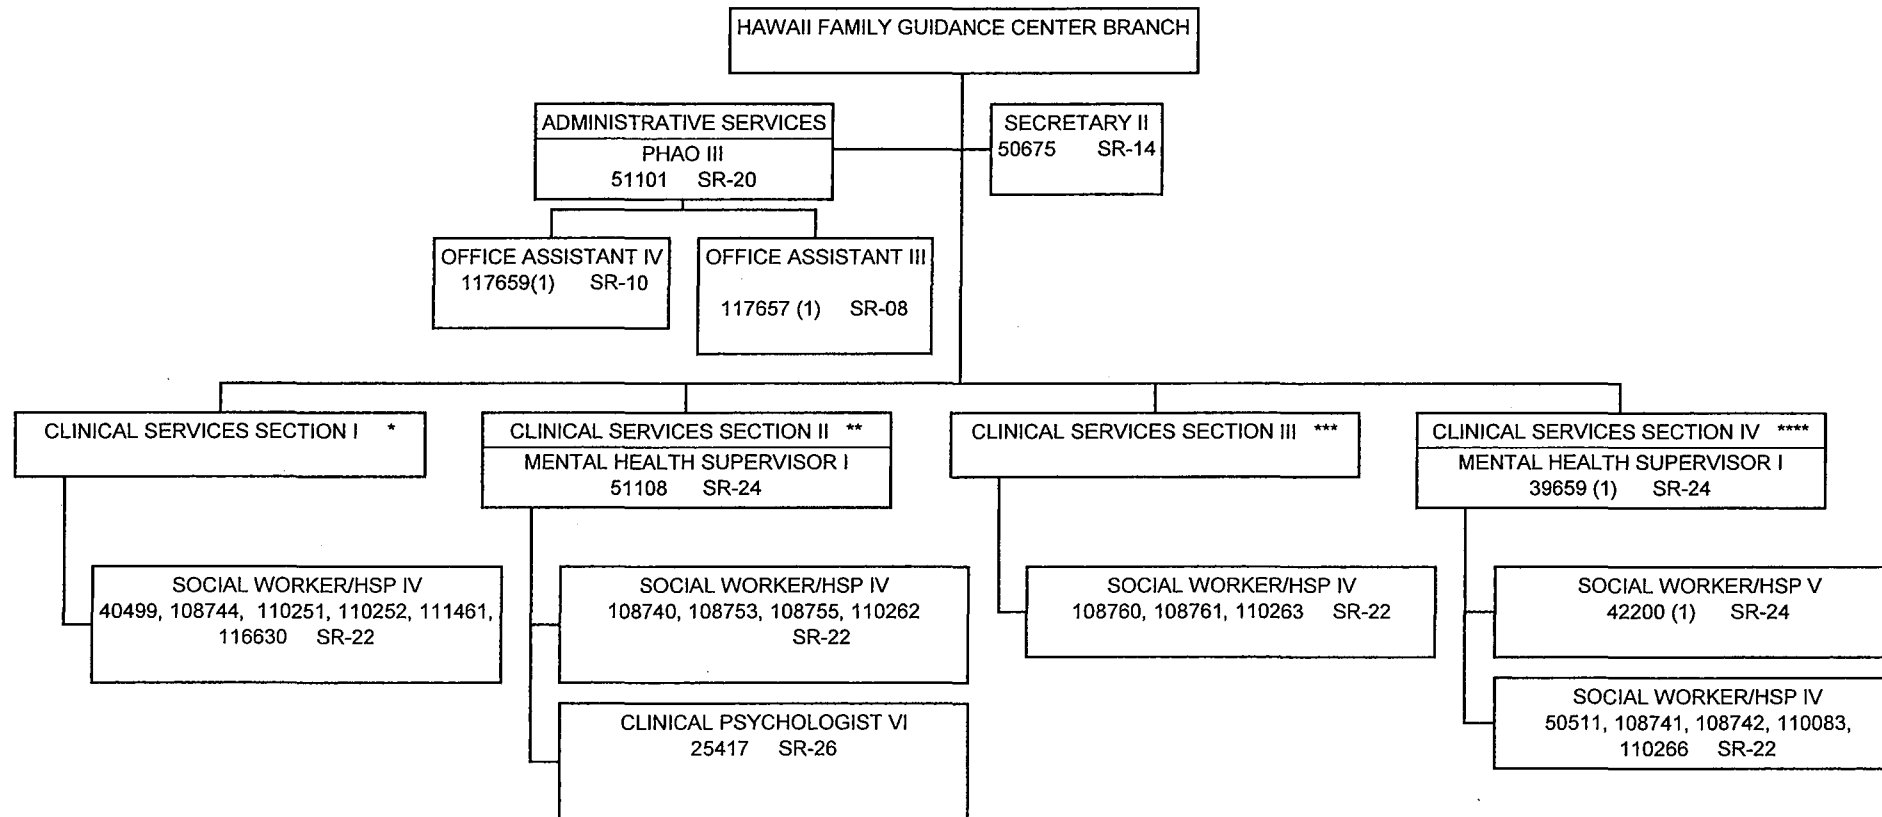 HAWAII FAMILY GUIDANCE CENTER BRANCH
ADMINISTRATIVE SERVICES
PHAO III
51101 SR-20
SECRETARY II
50675 SR-14
OFFICE ASSISTANT IV
117659(1) SR-10
OFFICE ASSISTANT III
117657 (1) SR-08
CLINICAL SERVICES SECTION I *
CLINICAL SERVICES SECTION II **
MENTAL HEALTH SUPERVISOR I
51108 SR-24
CLINICAL SERVICES SECTION III ***
CLINICAL SERVICES SECTION IV ****
MENTAL HEALTH SUPERVISOR I
39659 (1) SR-24
SOCIAL WORKER/HSP IV
40499, 108744, 110251, 110252, 111461,
116630 SR-22
SOCIAL WORKER/HSP IV
108740, 108753, 108755, 110262
SR-22
CLINICAL PSYCHOLOGIST VI
25417 SR-26
SOCIAL WORKER/HSP IV
108760, 108761, 110263 SR-22
SOCIAL WORKER/HSP V
42200 (1) SR-24
SOCIAL WORKER/HSP IV
50511, 108741, 108742, 110083,
110266 SR-22